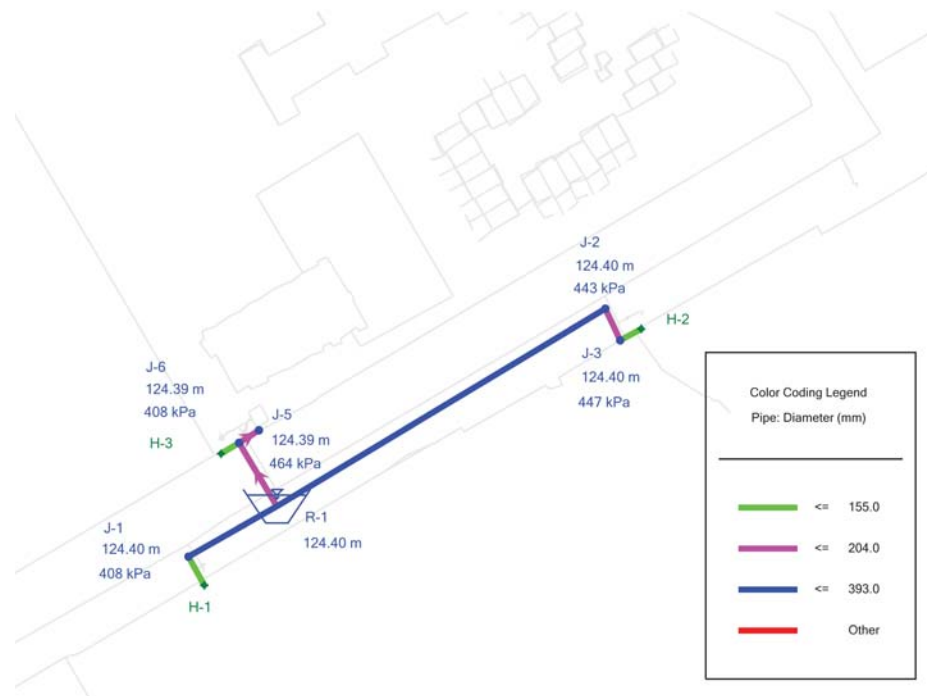 J-2
124.40 m
443 kPa
H-2
J-3
124.40 m
447 kPa
J-6
124.39 m
408 kPa
J-5
124.39 m
464 kPa
H-3
R-1
124.40 m
J-1
124.40 m
408 kPa
H-1
Color Coding Legend
Pipe: Diameter (mm)
<= 155.0
<= 204.0
<= 393.0
Other